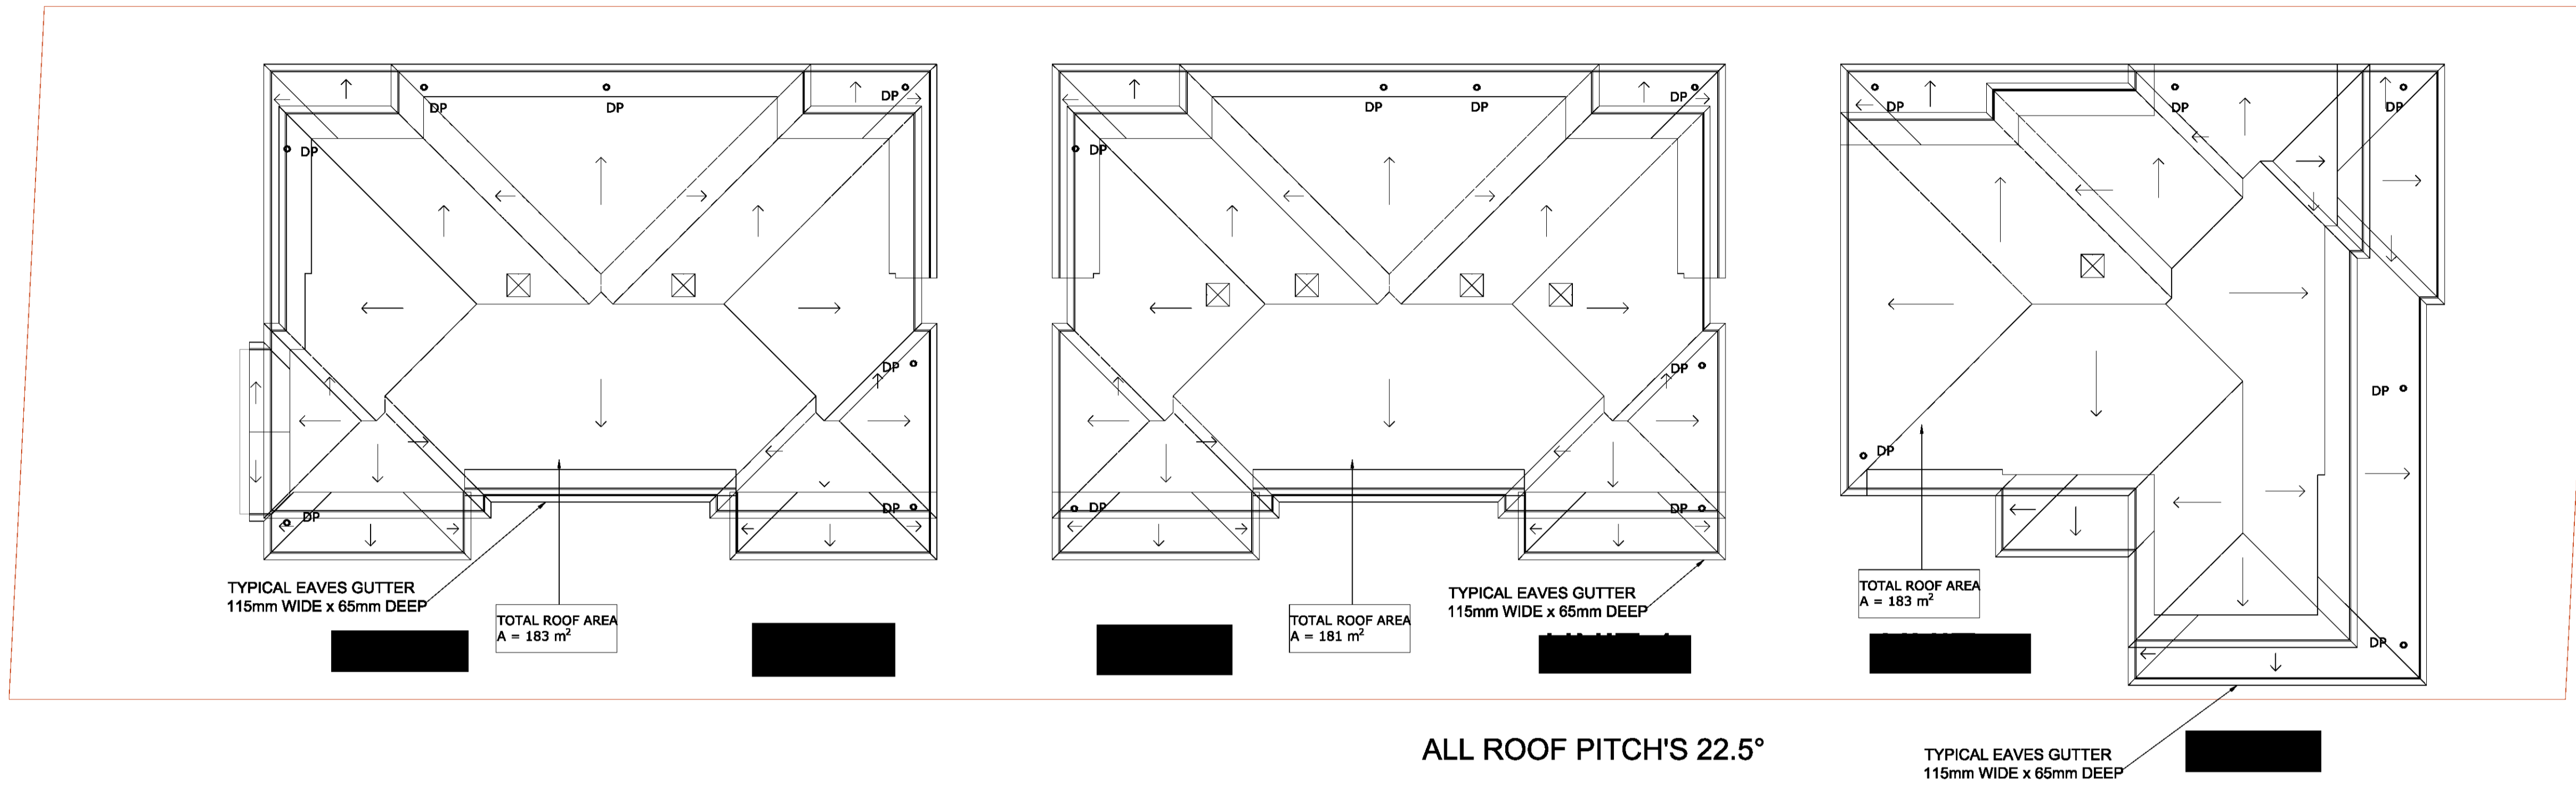 DP
DP
DP
DP
DP
DP
DP
DP
TYPICAL EAVES GUTTER
115mm WIDE x 65mm DEEP
TOTAL ROOF AREA
A = 183 m²
DP
DP
DP
DP
DP
DP
DP
TOTAL ROOF AREA
A = 181 m²
TYPICAL EAVES GUTTER
115mm WIDE x 65mm DEEP
DP
DP
DP
DP
DP
DP
TOTAL ROOF AREA
A = 183 m²
ALL ROOF PITCH'S 22.5°
TYPICAL EAVES GUTTER
115mm WIDE x 65mm DEEP